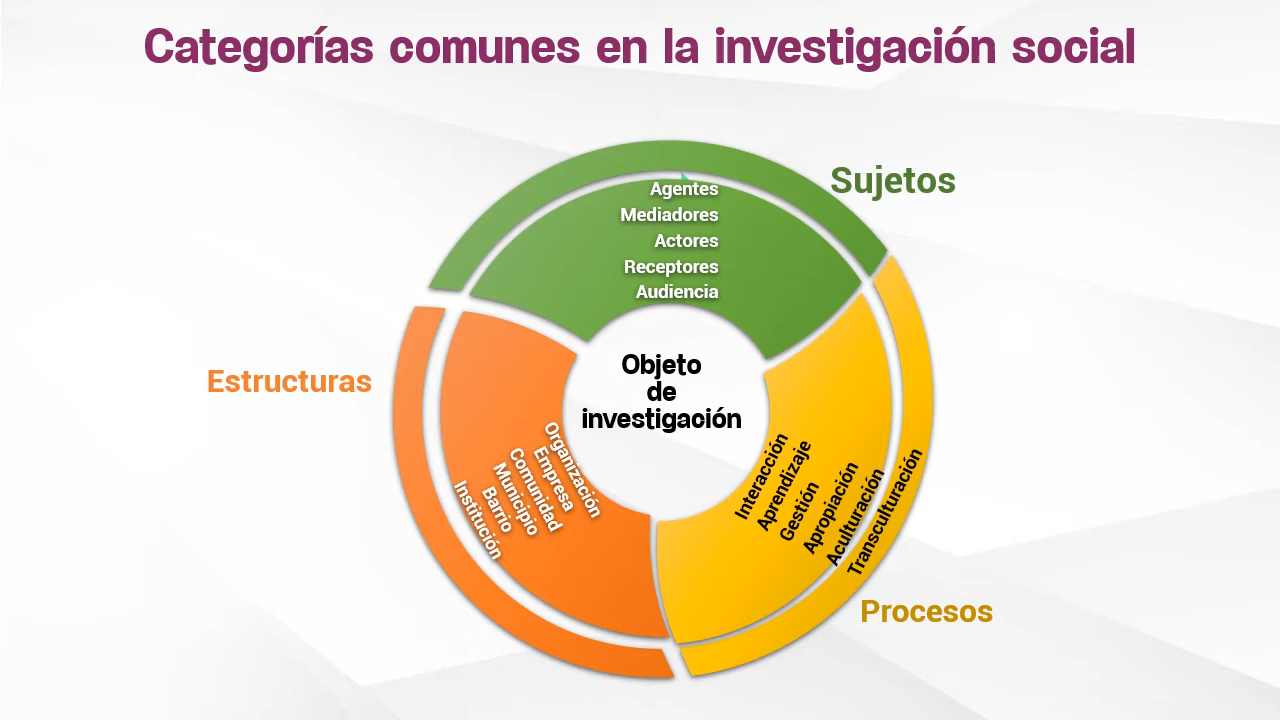 Categorías comunes en la investigación social
Sujetos
Agentes
Mediadores
Actores
Receptores
Audiencia
Objeto
de
investigación
Estructuras
Organización
Empresa
Comunidad
Municipio
Barrio
Institución
Interacción
Aprendizaje
Gestión
Apropiación
Aculturación
Transculturación
Procesos